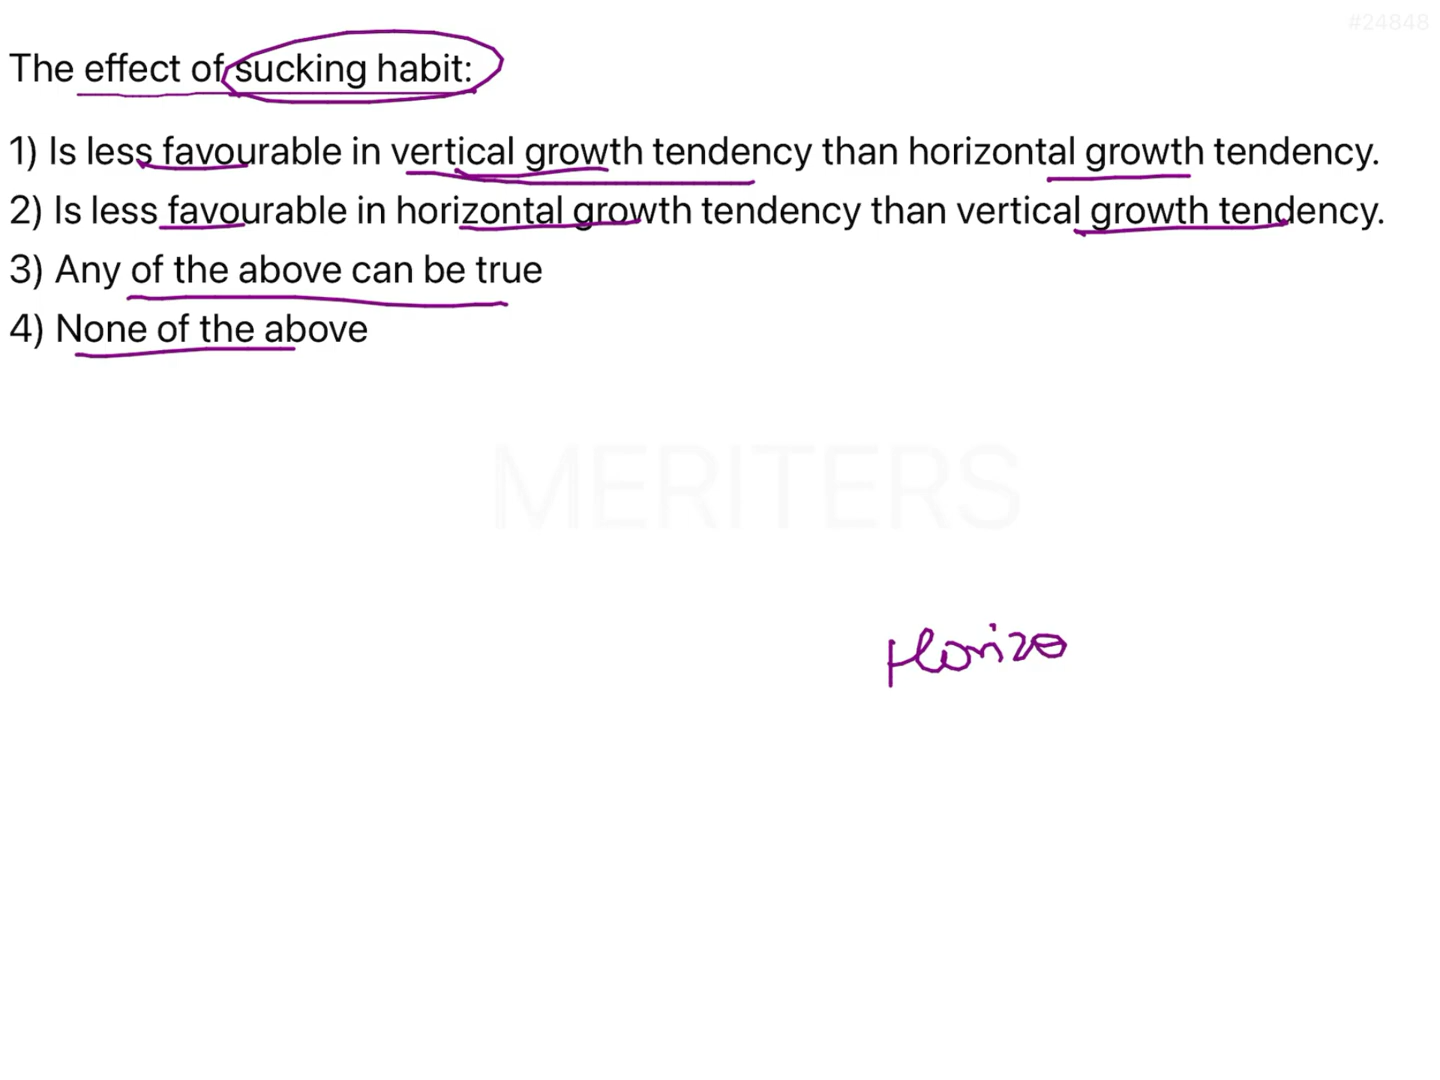 #24848
The effect of sucking habit:
1) Is less favourable in vertical growth tendency than horizontal growth tendency.
2) Is less favourable in horizontal growth tendency than vertical growth tendency.
3) Any of the above can be true
4) None of the above
MERITERS
Horizo